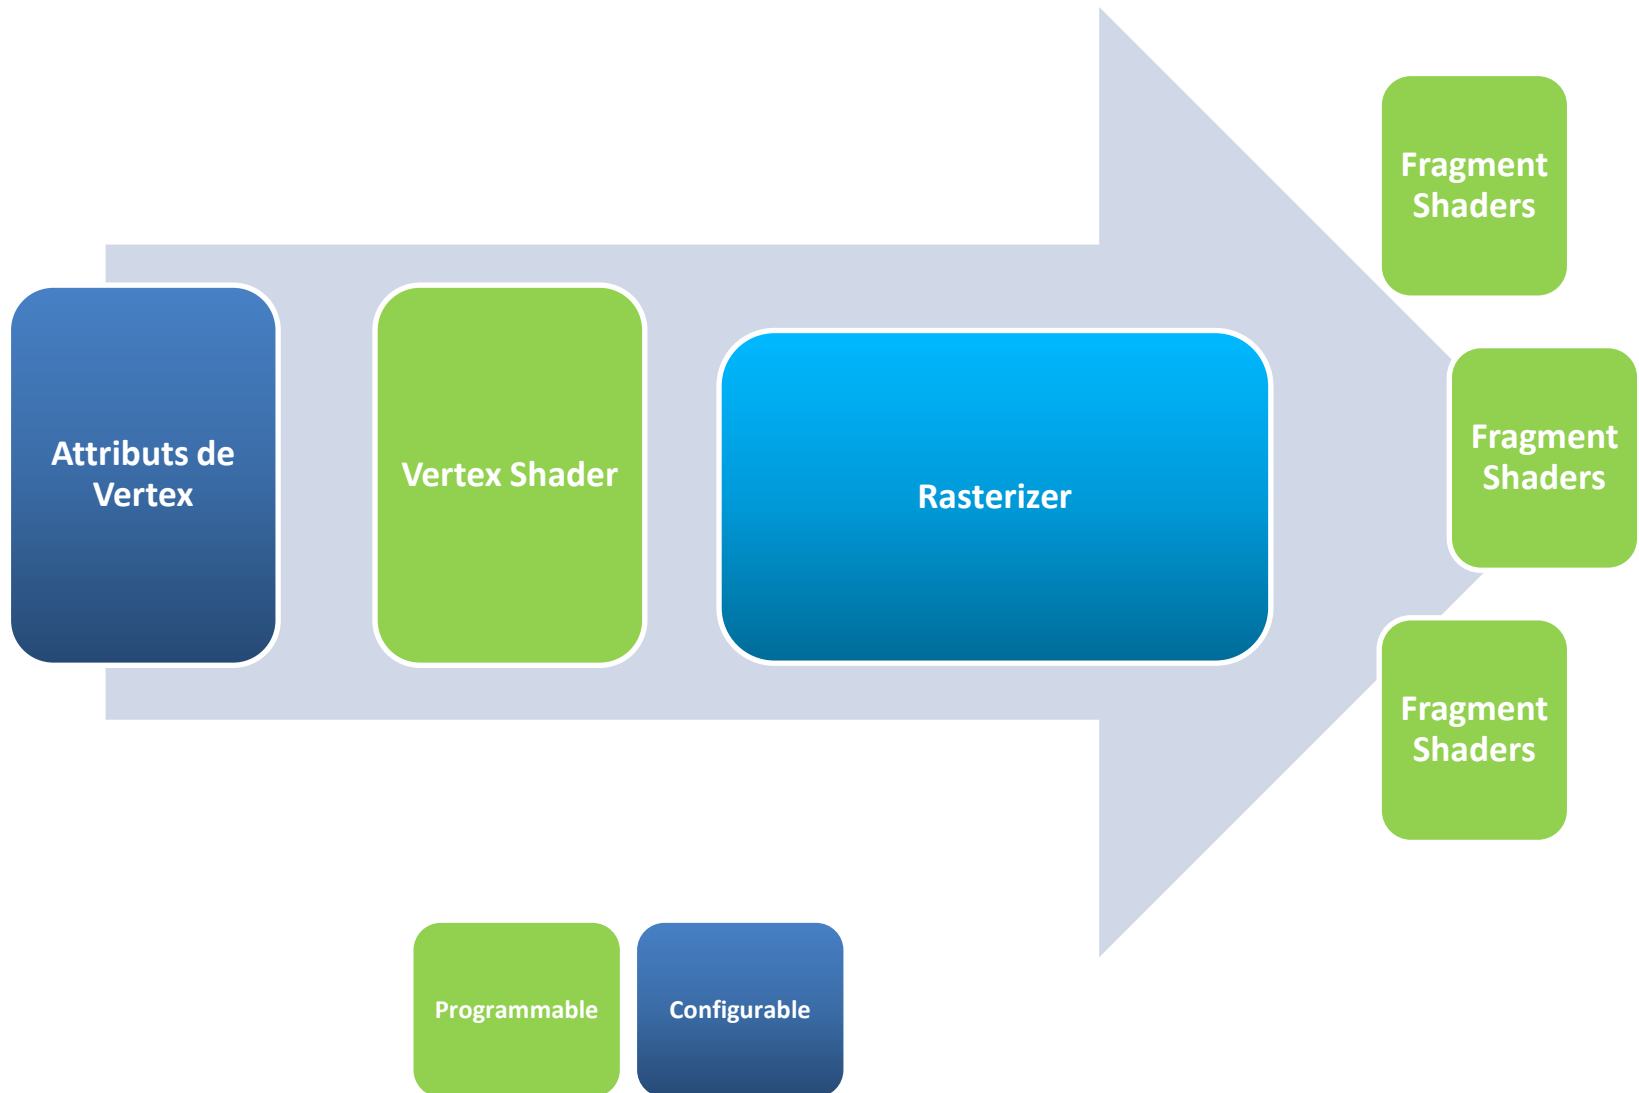 Attributs de
Vertex
Vertex Shader
Rasterizer
Fragment
Shaders
Fragment
Shaders
Fragment
Shaders
Programmable
Configurable